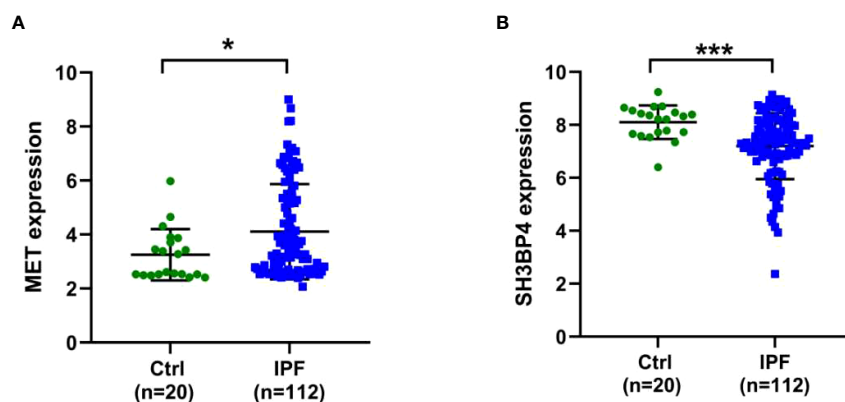 A
*
MET expression
10
8
6
4
2
0
Ctrl
(n=20)
IPF
(n=112)
B
***
SH3BP4 expression
10
8
6
4
2
0
Ctrl
(n=20)
IPF
(n=112)